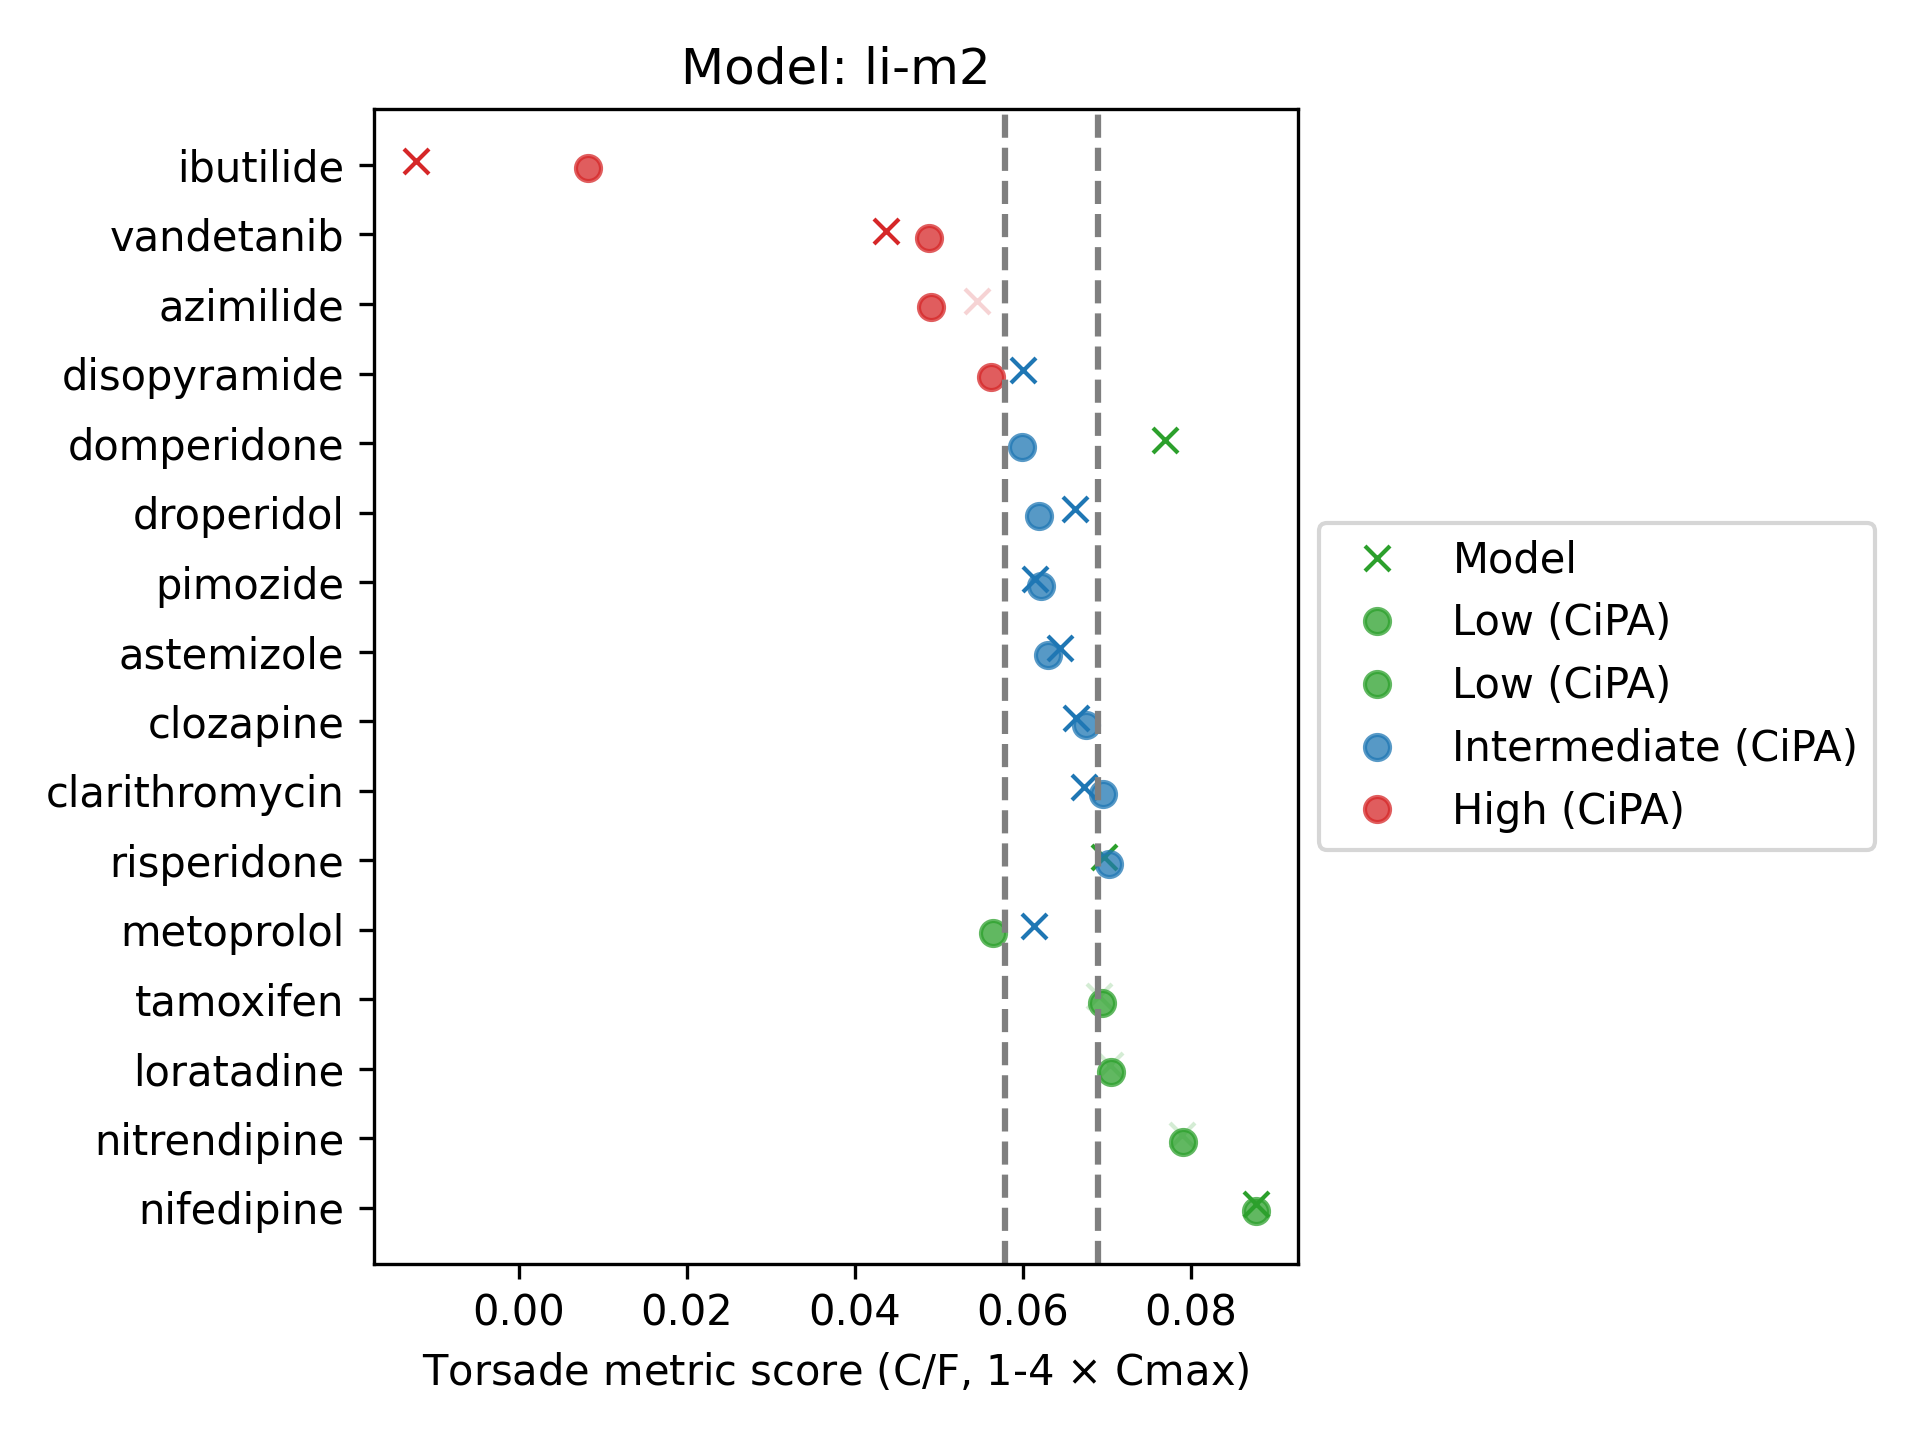 Model: li-m2
ibutilide
vandetanib
azimilide
disopyramide
domperidone
droperidol
pimozide
astemizole
clozapine
clarithromycin
risperidone
metoprolol
tamoxifen
loratadine
nitrendipine
nifedipine
0.00 0.02 0.04 0.06 0.08
Torsade metric score (C/F, 1-4 × Cmax)
Model
Low (CiPA)
Low (CiPA)
Intermediate (CiPA)
High (CiPA)